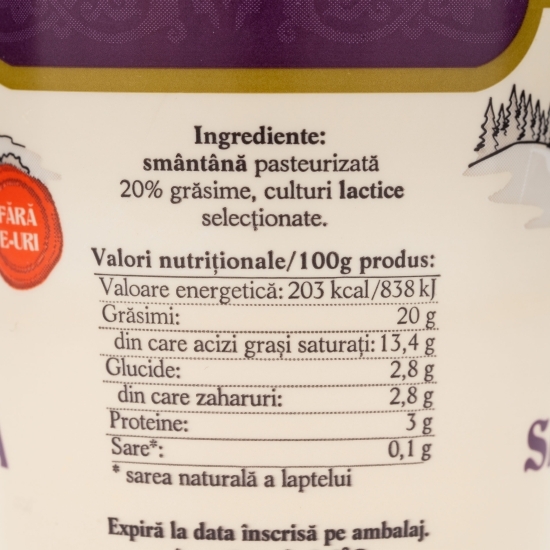 Ingrediente:
smântână pasteurizată
20% grăsime, culturi lactice
selecționate.
FĂRĂ
E-URI
Valori nutriționale/100g produs:
Valoare energetică: 203 kcal/838 kJ
Grăsimi: 20 g
din care acizi grași saturați: 13,4 g
Glucide: 2,8 g
din care zaharuri: 2,8 g
Proteine: 3 g
Sare*: 0,1 g
* sarea naturală a laptelui
Expiră la data înscrisă pe ambalaj.